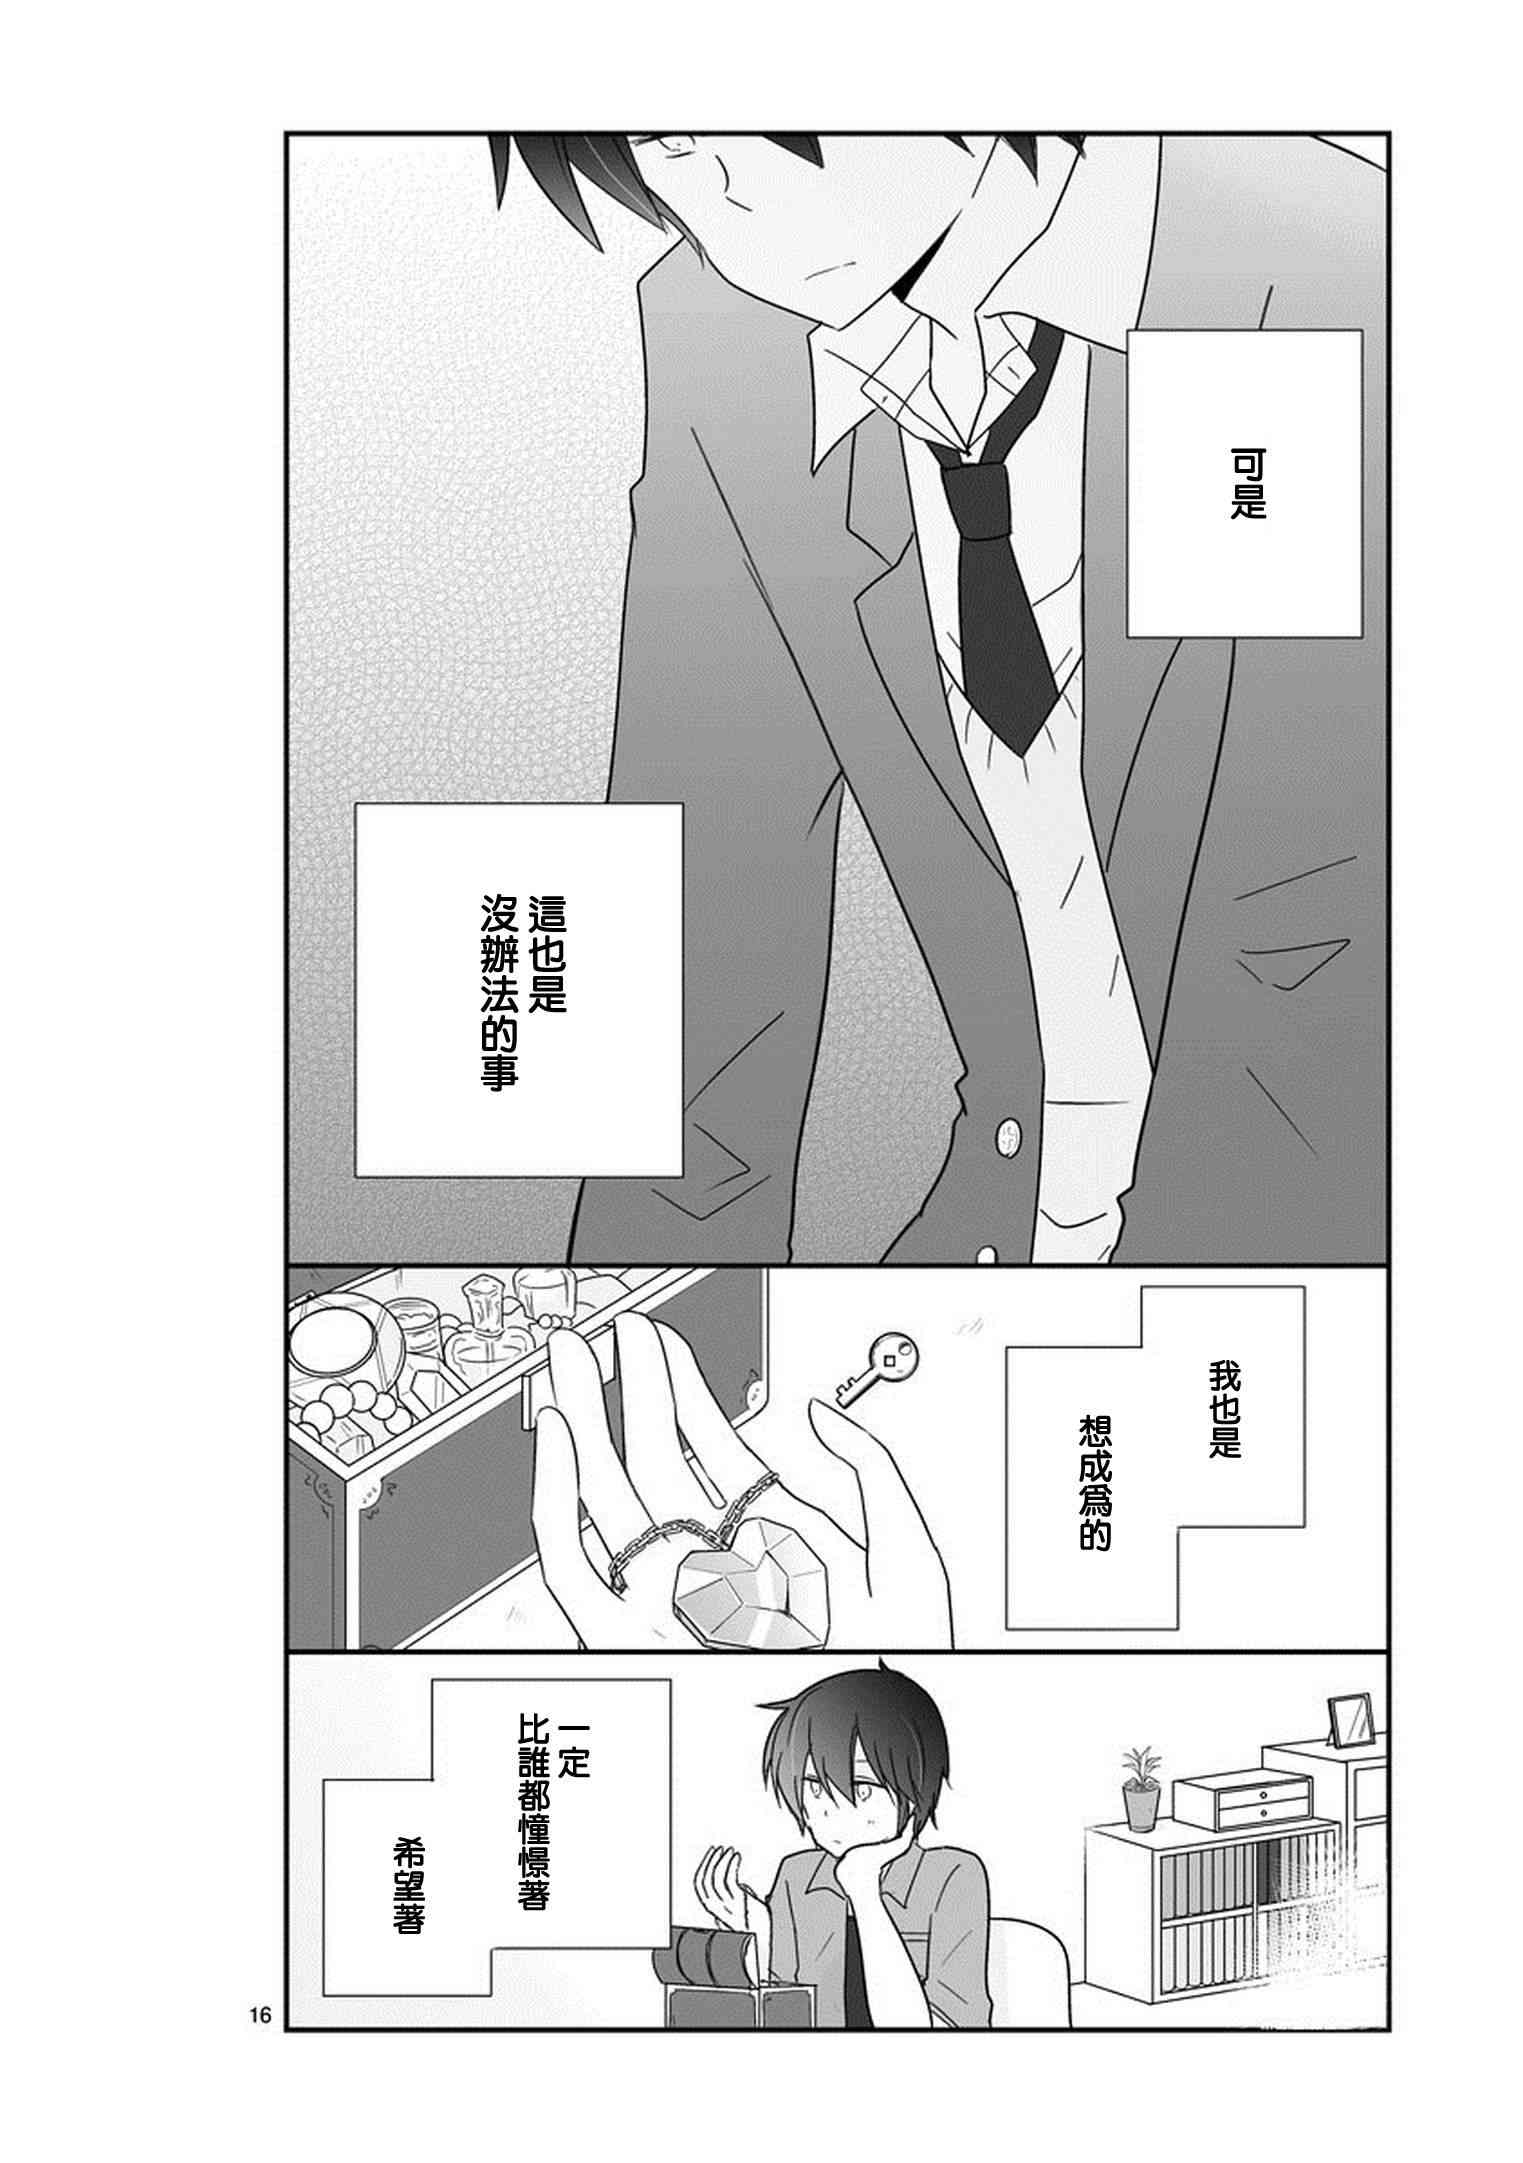 可是
這也是
沒辦法的事
我也是
想成為的
一定
比誰都憧憬著
希望著
16